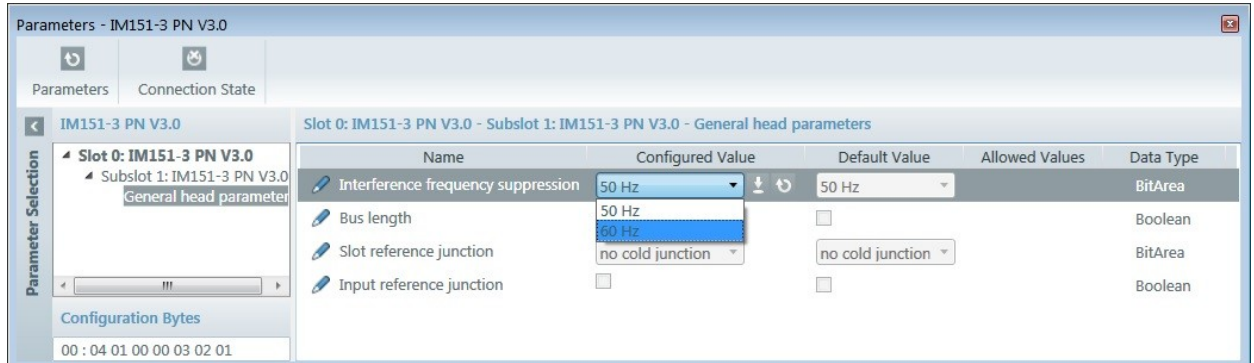 Parameters - IM151-3 PN V3.0
Parameters
Connection State
Parameter Selection
IM151-3 PN V3.0
Slot 0: IM151-3 PN V3.0
Subslot 1: IM151-3 PN V3.0
General head parameter
Configuration Bytes
00 : 04 01 00 00 03 02 01
Slot 0: IM151-3 PN V3.0 - Subslot 1: IM151-3 PN V3.0 - General head parameters
Name Configured Value Default Value Allowed Values Data Type
Interference frequency suppression 50 Hz 50 Hz BitArea
50 Hz
60 Hz
Bus length Boolean
Slot reference junction no cold junction no cold junction BitArea
Input reference junction Boolean